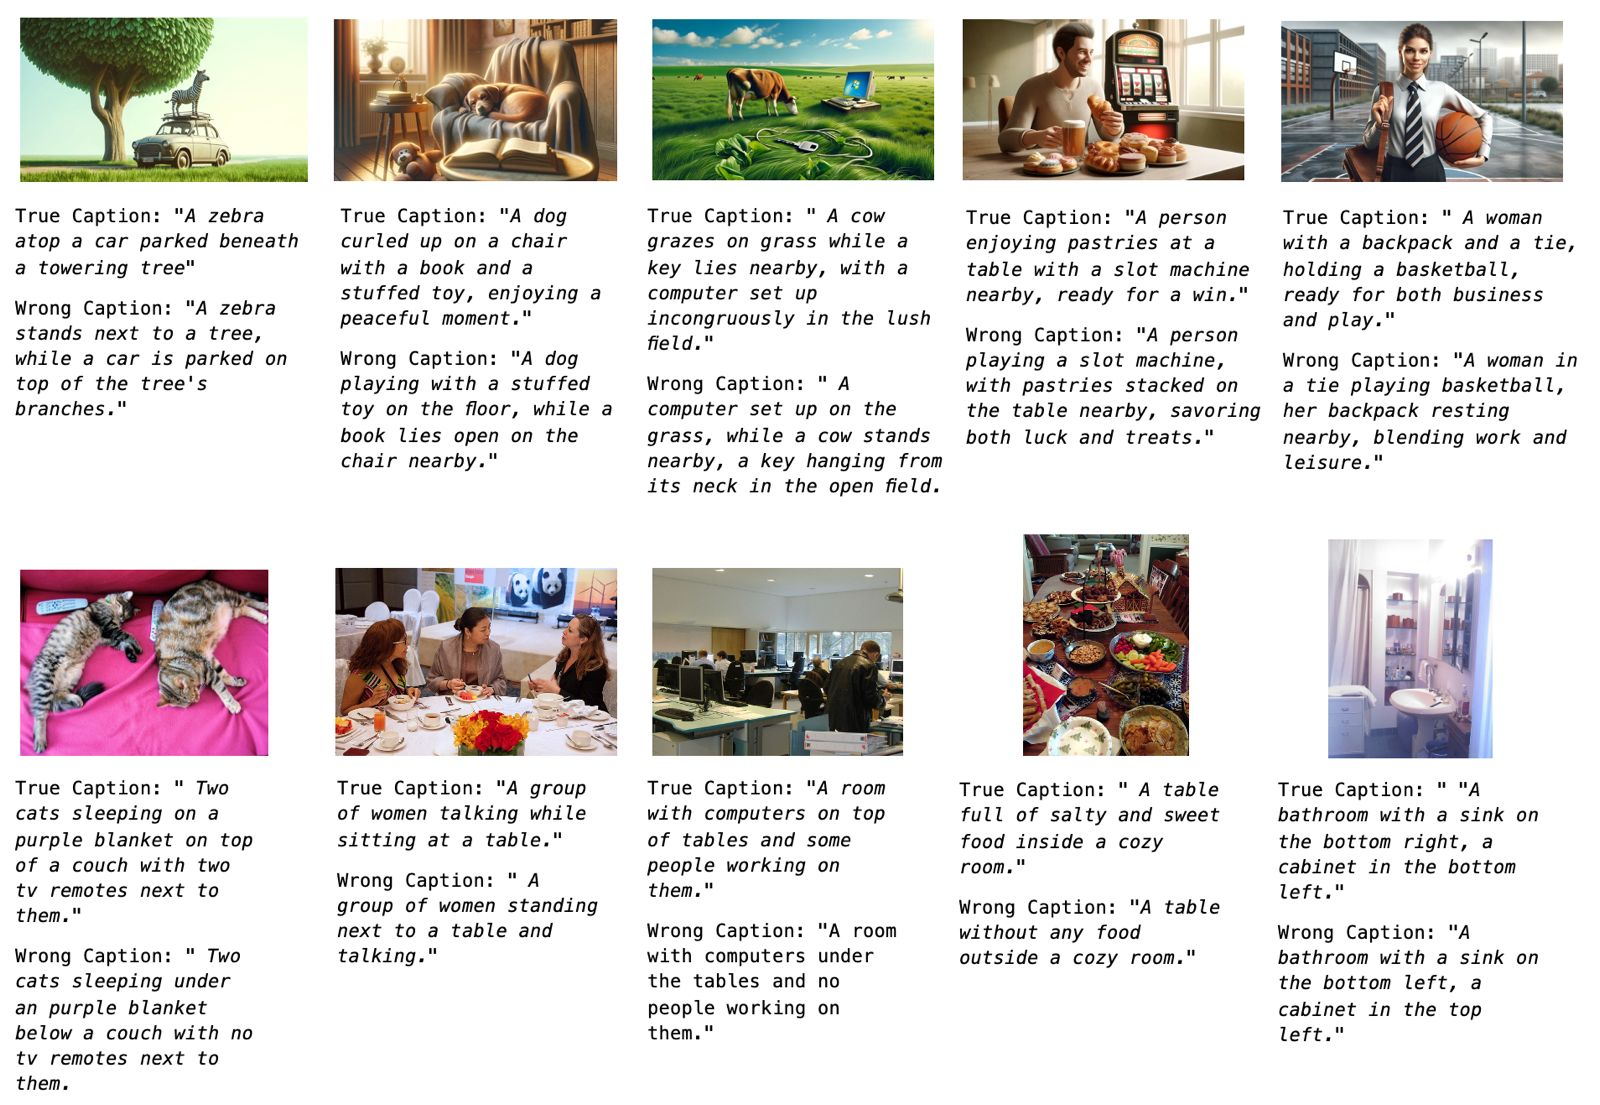 True Caption: "A zebra
atop a car parked beneath
a towering tree"
Wrong Caption: "A zebra
stands next to a tree,
while a car is parked on
top of the tree's
branches."
True Caption: "A dog
curled up on a chair
with a book and a
stuffed toy, enjoying a
peaceful moment."
Wrong Caption: "A dog
playing with a stuffed
toy on the floor, while a
book lies open on the
chair nearby."
True Caption: " A cow
grazes on grass while a
key lies nearby, with a
computer set up
incongruously in the lush
field."
Wrong Caption: " A
computer set up on the
grass, while a cow stands
nearby, a key hanging from
its neck in the open field.
True Caption: "A person
enjoying pastries at a
table with a slot machine
nearby, ready for a win."
Wrong Caption: "A person
playing a slot machine,
with pastries stacked on
the table nearby, savoring
both luck and treats."
True Caption: " A woman
with a backpack and a tie,
holding a basketball,
ready for both business
and play."
Wrong Caption: "A woman in
a tie playing basketball,
her backpack resting
nearby, blending work and
leisure."
True Caption: " Two
cats sleeping on a
purple blanket on top
of a couch with two
tv remotes next to
them."
Wrong Caption: " Two
cats sleeping under
an purple blanket
below a couch with no
tv remotes next to
them.
True Caption: "A group
of women talking while
sitting at a table."
Wrong Caption: " A
group of women standing
next to a table and
talking."
True Caption: "A room
with computers on top
of tables and some
people working on
them."
Wrong Caption: "A room
with computers under
the tables and no
people working on
them."
True Caption: " A table
full of salty and sweet
food inside a cozy
room."
Wrong Caption: "A table
without any food
outside a cozy room."
True Caption: " "A
bathroom with a sink on
the bottom right, a
cabinet in the bottom
left."
Wrong Caption: "A
bathroom with a sink on
the bottom left, a
cabinet in the top
left."